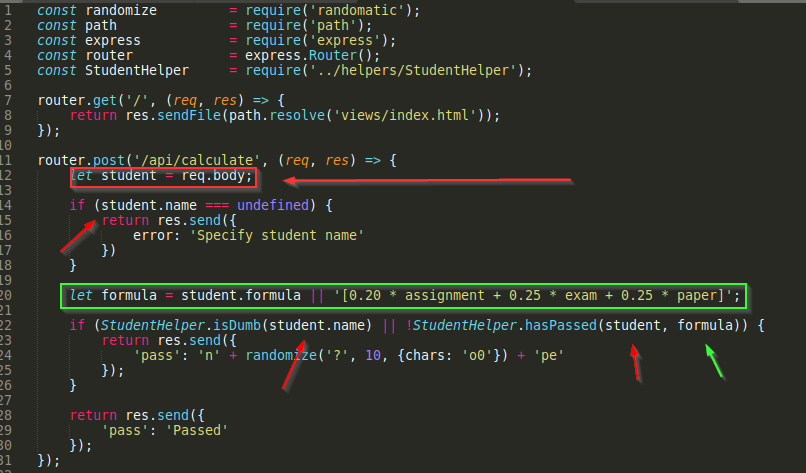 1 const randomize         = require('randomatic');
2 const path              = require('path');
3 const express           = require('express');
4 const router            = express.Router();
5 const StudentHelper     = require('../helpers/StudentHelper');
6
7 router.get('/', (req, res) => {
8     return res.sendFile(path.resolve('views/index.html'));
9 });
10
11 router.post('/api/calculate', (req, res) => {
12     let student = req.body;
13
14     if (student.name === undefined) {
15         return res.send({
16             error: 'Specify student name'
17         })
18     }
19
20     let formula = student.formula || '[0.20 * assignment + 0.25 * exam + 0.25 * paper]';
21
22     if (StudentHelper.isDumb(student.name) || !StudentHelper.hasPassed(student, formula)) {
23         return res.send({
24             'pass': 'n' + randomize('?', 10, {chars: 'o0'}) + 'pe'
25         });
26     }
27
28     return res.send({
29         'pass': 'Passed'
30     });
31 });